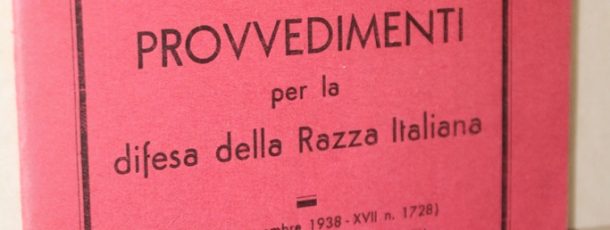 PROVVEDIMENTI
per la
difesa della Razza Italiana
1938 - XVII n. 1728)